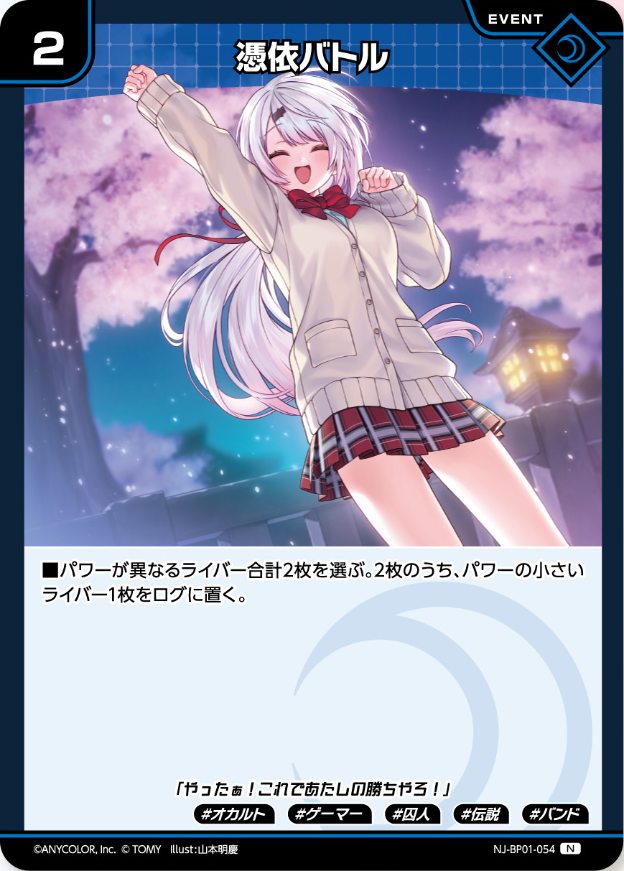 2
EVENT
憑依バトル
■パワーが異なるライバー合計2枚を選ぶ。2枚のうち、パワーの小さい
ライバー1枚をログに置く。
「やったぁ！これであたしの勝ちやろ！」
#オカルト #ゲーマー #囚人 #伝説 #バンド
©ANYCOLOR, Inc. © TOMY Illust:山本明慶 NJ-BP01-054 N